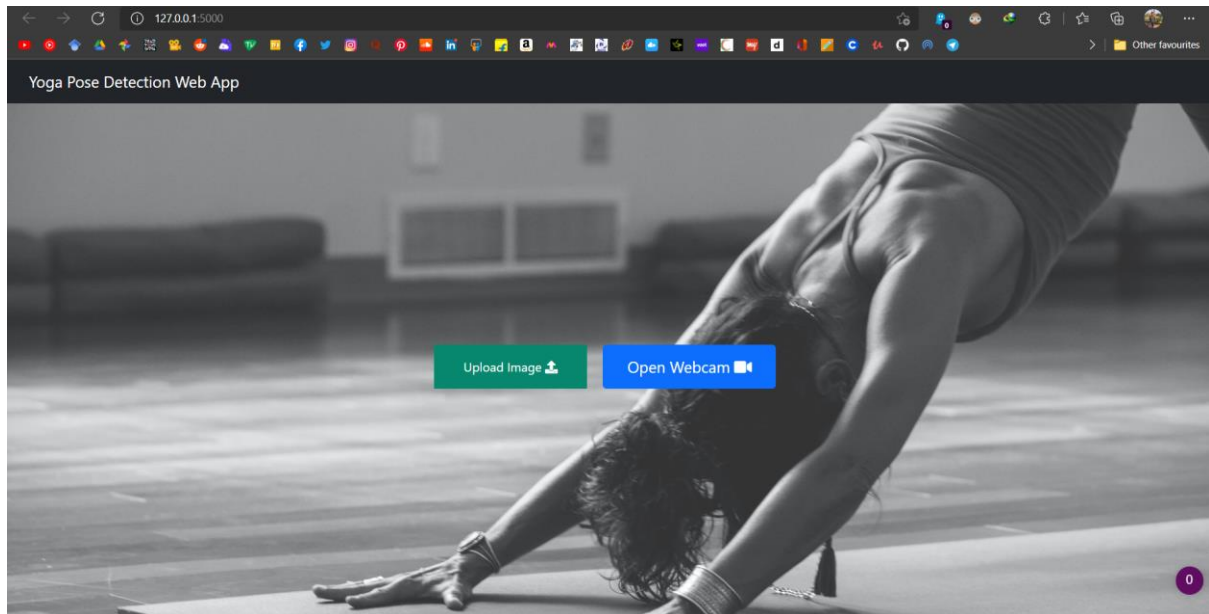 127.0.0.1:5000
Other favourites
Yoga Pose Detection Web App
Upload Image
Open Webcam
0